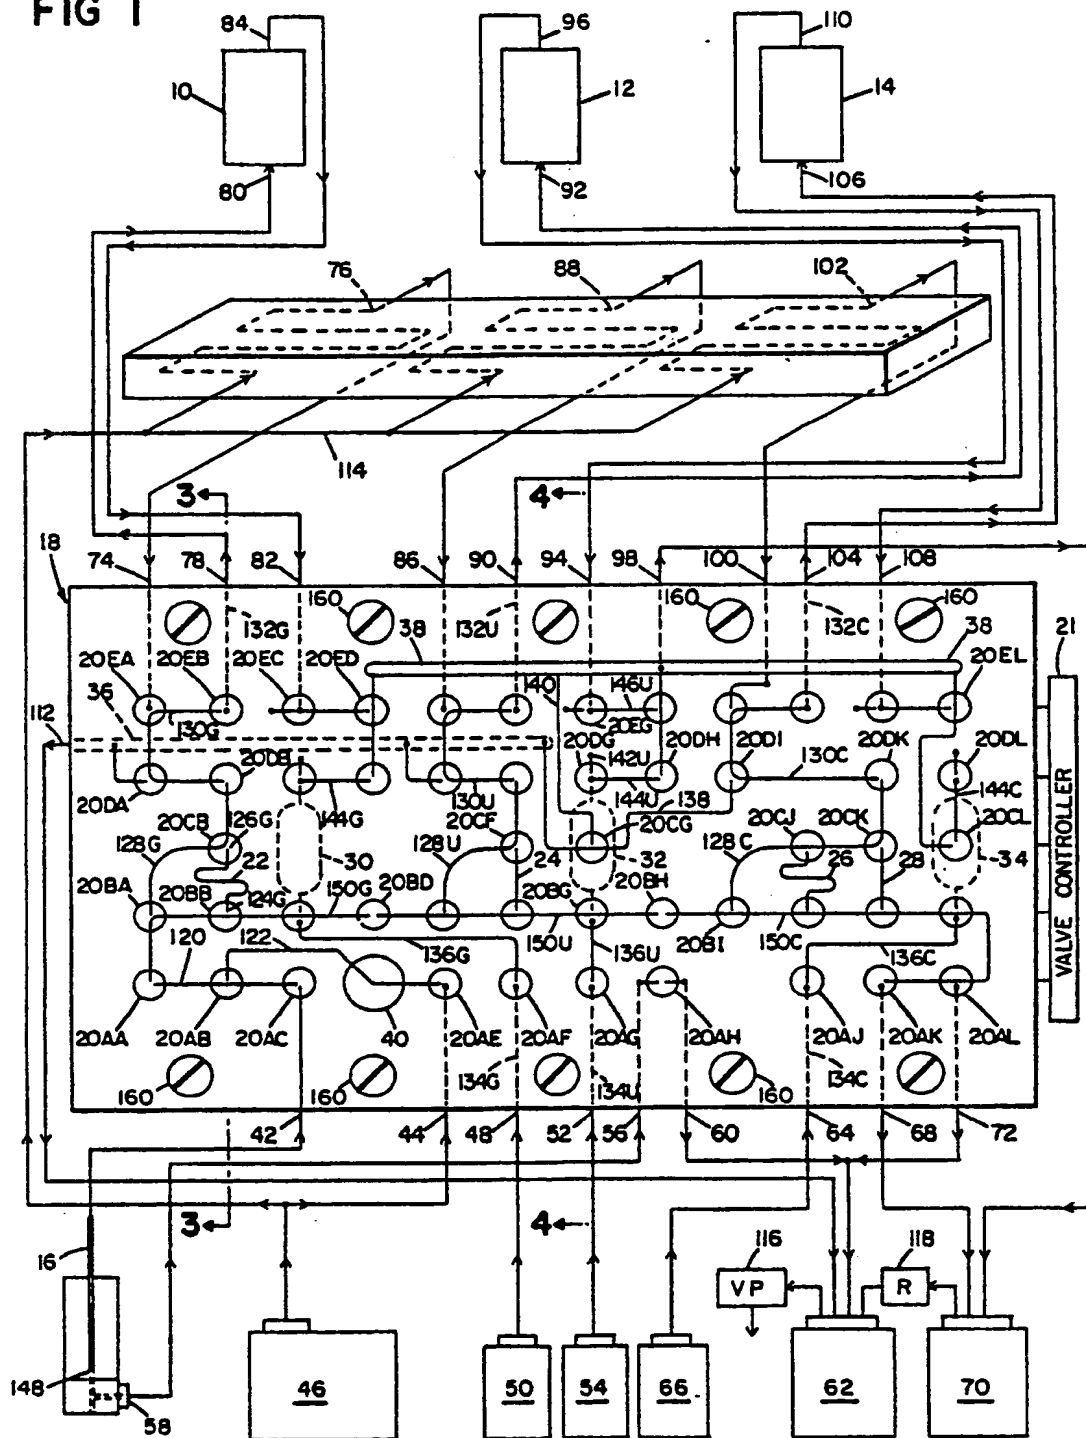 FIG 1
84 96 110
10 12 14
80 92 106
76 88 102
114
3 4
18 74 78 82 86 90 94 98 100 104 108
160 160 160
132G 132U 132C 21
38 38
20EA 20EB 20EC 20ED 20EL
36 140 146U
112 130G 20EG
20DB 20DG 20DH 20DI 20DK 20DL
142U 130C
20DA 144G 130U 144U 138 144C
20CB 126G 20CF 20CG 20CJ 20CK 20CL
128G 22 30 128U 24 32 128C 26 28 34
20BA 20BB 124G 150G 20BD 20BG 20BH
120 122 136G 150U 136U 20BI 150C 136C
20AA 20AB 20AC 40 20AE 20AF 20AG 20AH 20AJ 20AK 20AL
134G 134U 134C
160 160 160
VALVE CONTROLLER
42 44 48 52 56 60 64 68 72
3 4
16 116 118
VP R
148 58
46 50 54 66 62 70